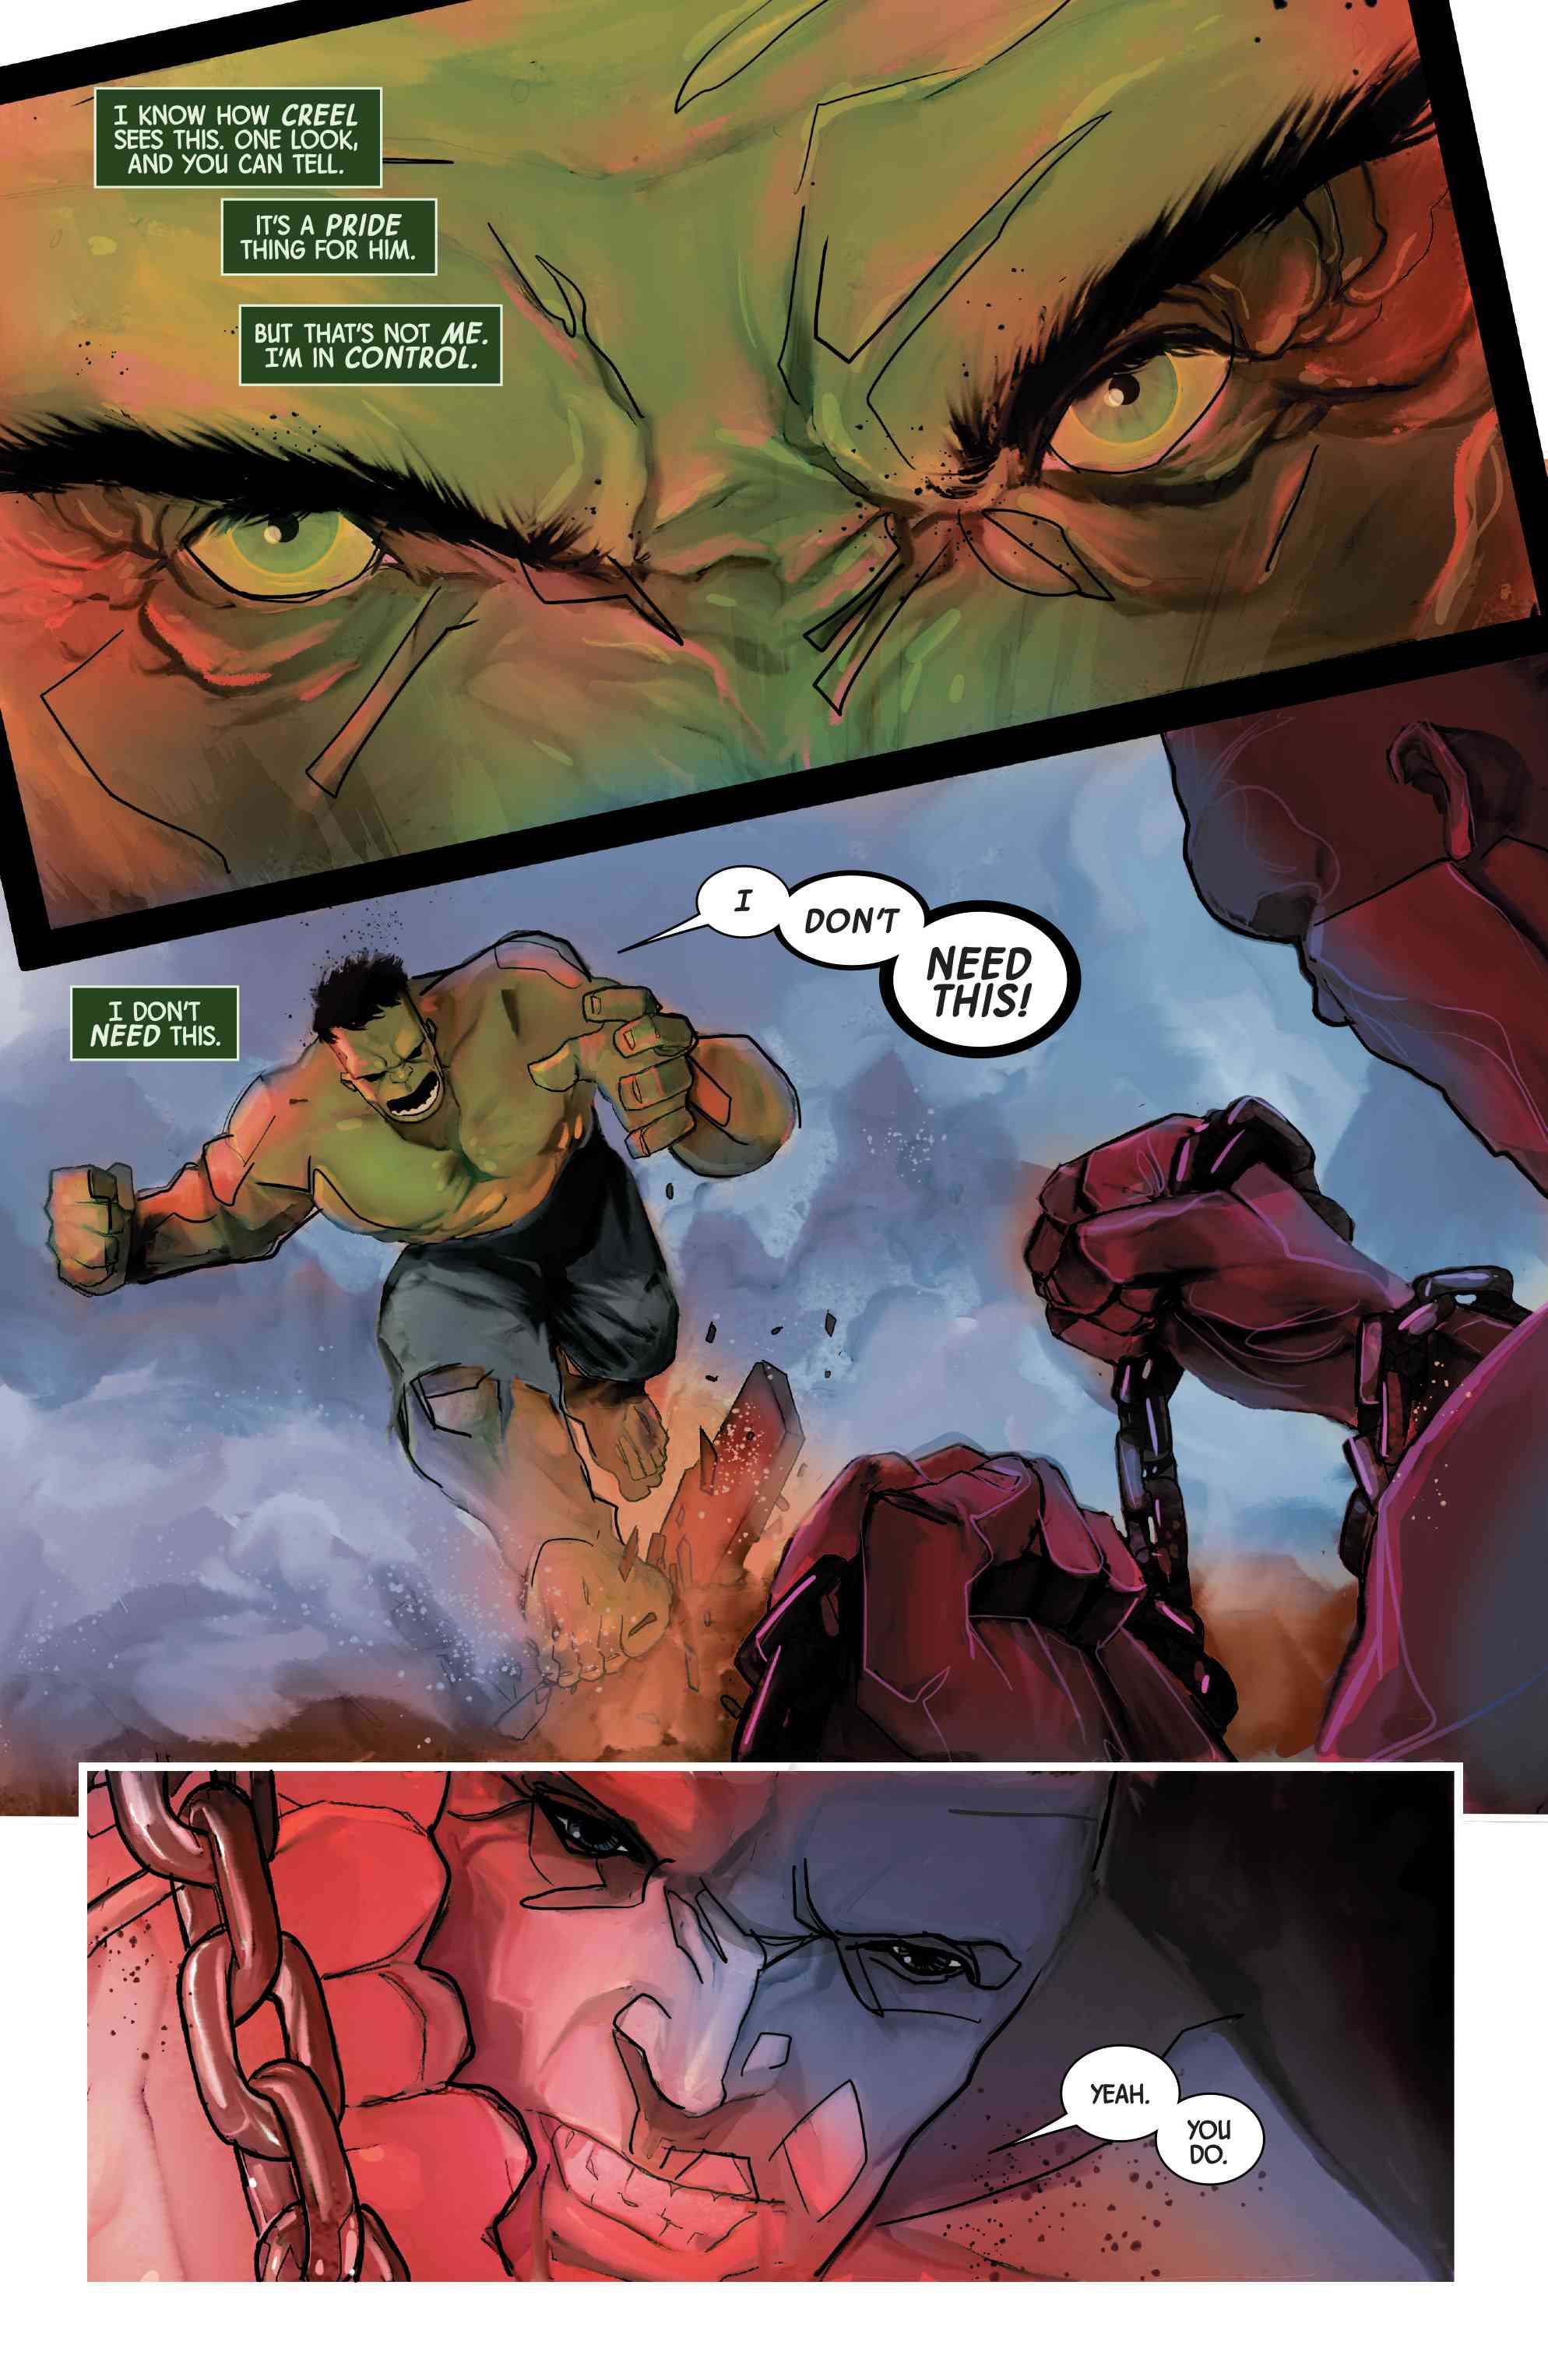 I KNOW HOW CREEL
SEES THIS. ONE LOOK,
AND YOU CAN TELL.
IT'S A PRIDE
THING FOR HIM.
BUT THAT'S NOT ME.
I'M IN CONTROL.
I
DON'T
NEED
THIS!
I DON'T
NEED THIS.
YEAH.
YOU
DO.